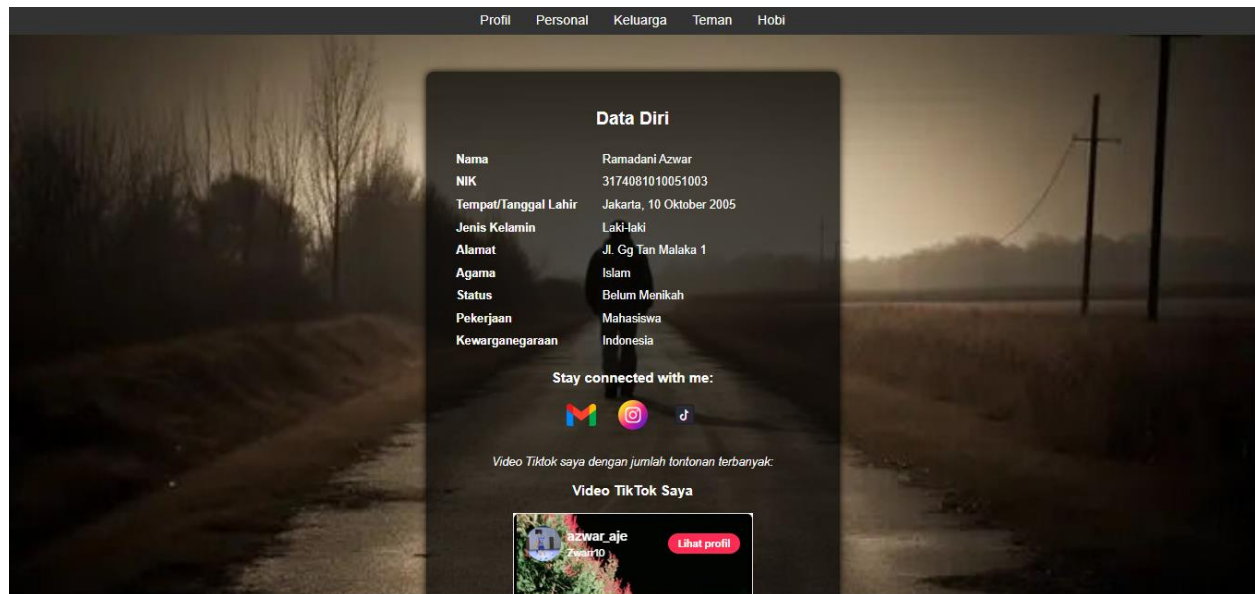 Profil Personal Keluarga Teman Hobi
Data Diri
Nama Ramadani Azwar
NIK 3174081010051003
Tempat/Tanggal Lahir Jakarta, 10 Oktober 2005
Jenis Kelamin Laki-laki
Alamat Jl. Gg Tan Malaka 1
Agama Islam
Status Belum Menikah
Pekerjaan Mahasiswa
Kewarganegaraan Indonesia
Stay connected with me:
Video Tiktok saya dengan jumlah tontonan terbanyak:
Video TikTok Saya
azwar_aje Lihat profil
Zwarr10